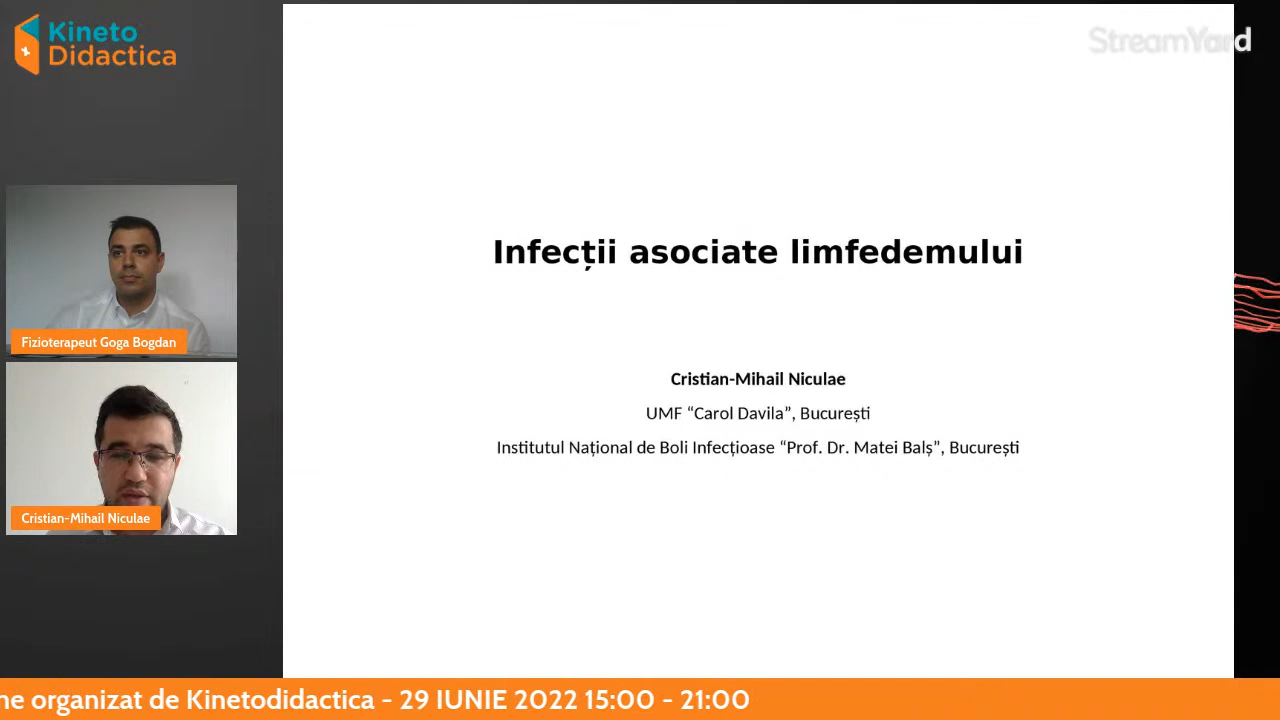 Kineto
Didactica
StreamYard
Fizioterapeut Goga Bogdan
Cristian-Mihail Niculae
Infecții asociate limfedemului
Cristian-Mihail Niculae
UMF “Carol Davila”, București
Institutul Național de Boli Infecțioase “Prof. Dr. Matei Balș”, București
ne organizat de Kinetodidactica - 29 IUNIE 2022 15:00 - 21:00